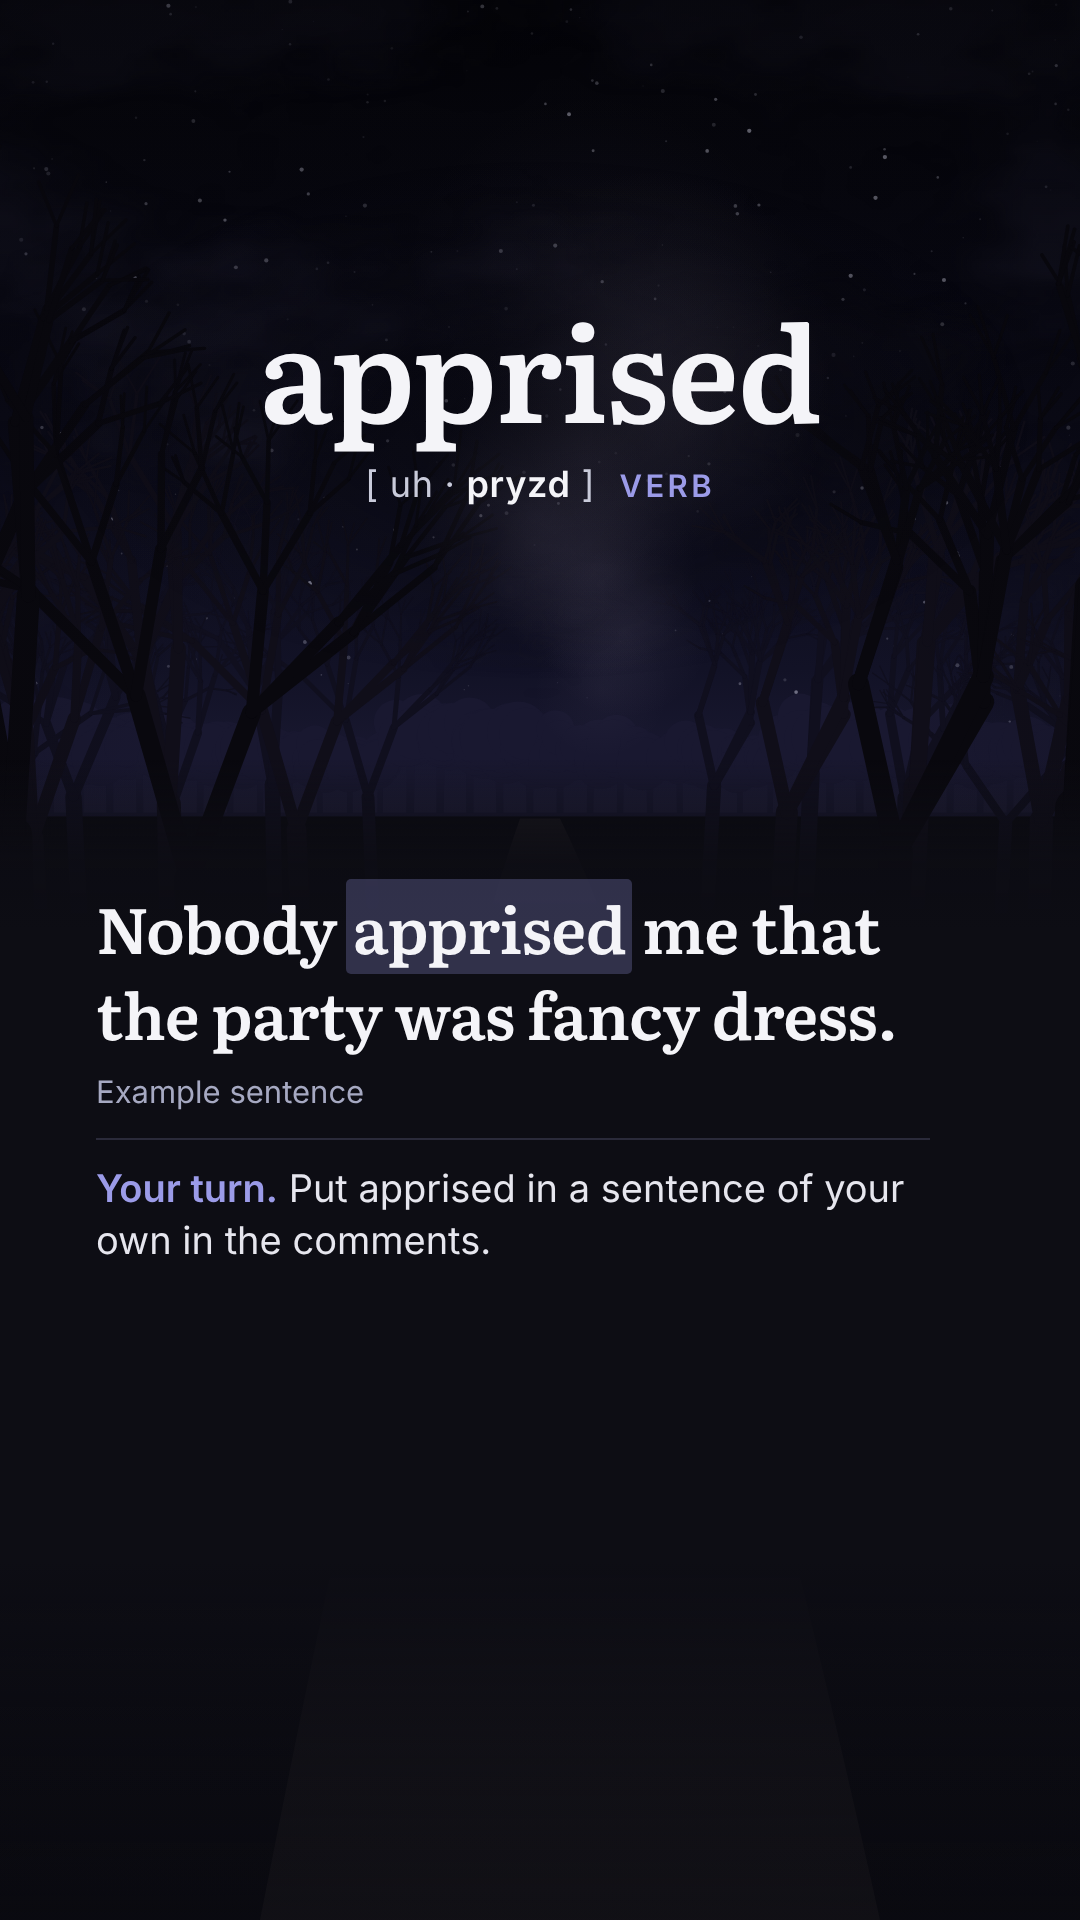 apprised
[ uh · pryzd ] VERB
Nobody apprised me that
the party was fancy dress.
Example sentence
Your turn. Put apprised in a sentence of your
own in the comments.